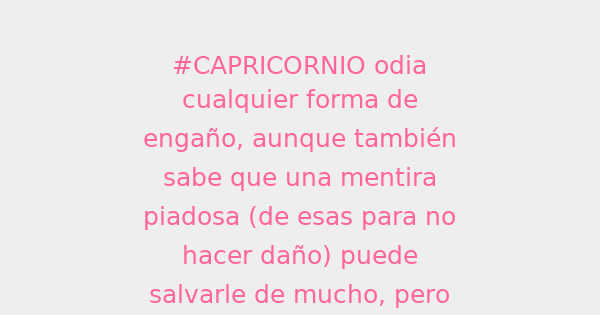 #CAPRICORNIO odia
cualquier forma de
engaño, aunque también
sabe que una mentira
piadosa (de esas para no
hacer daño) puede
salvarle de mucho, pero